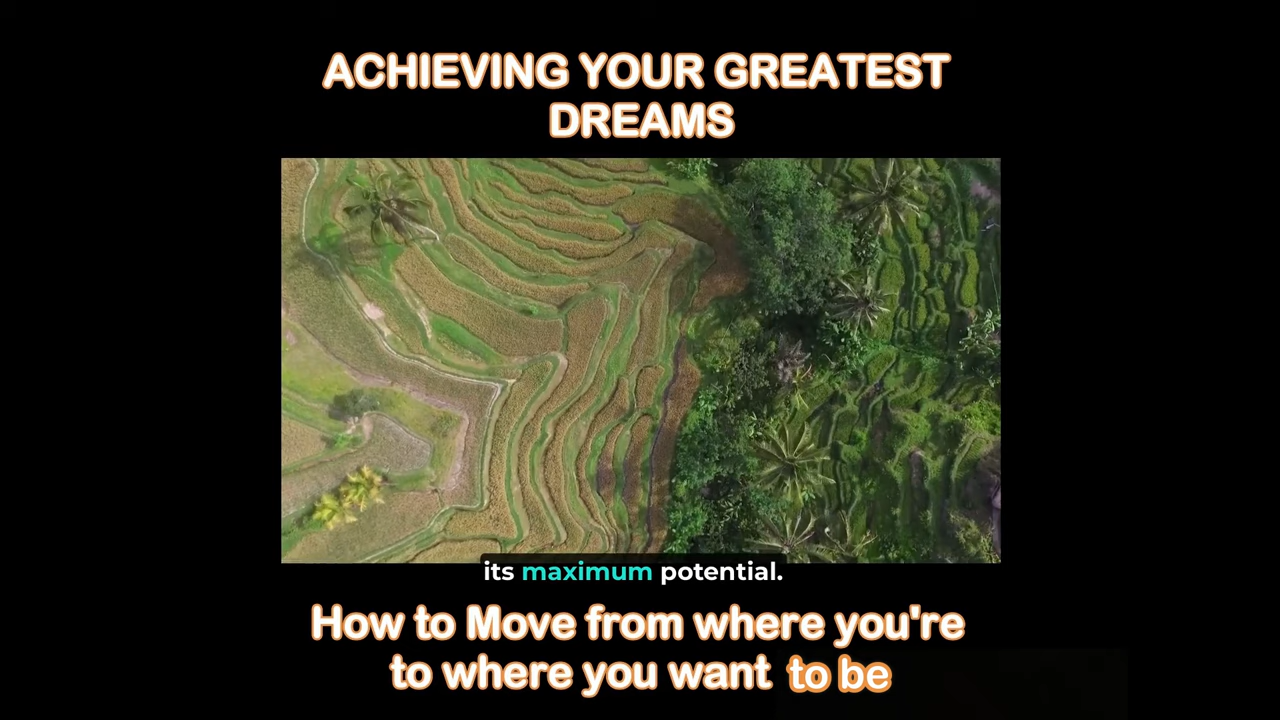 ACHIEVING YOUR GREATEST
DREAMS
its maximum potential.
How to Move from where you're
to where you want to be